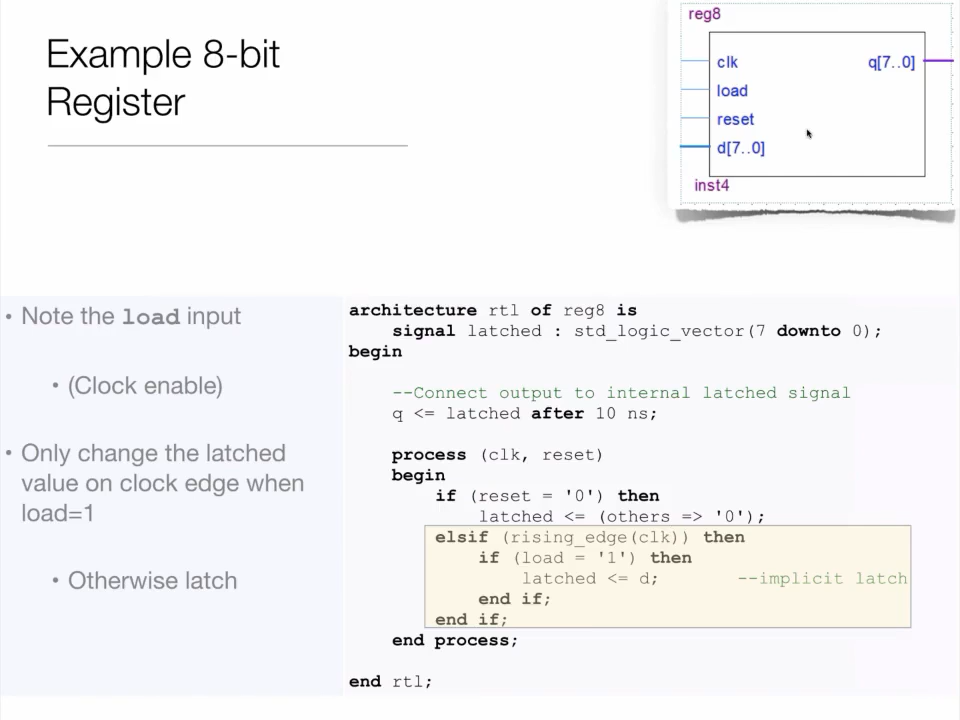 Example 8-bit
Register
reg8
clk
q[7..0]
load
reset
d[7..0]
inst4
• Note the load input
• (Clock enable)
• Only change the latched
value on clock edge when
load=1
• Otherwise latch
architecture rtl of reg8 is
signal latched : std_logic_vector(7 downto 0);
begin
--Connect output to internal latched signal
q <= latched after 10 ns;
process (clk, reset)
begin
if (reset = '0') then
latched <= (others => '0');
elsif (rising_edge(clk)) then
if (load = '1') then
latched <= d; --implicit latch
end if;
end if;
end process;
end rtl;